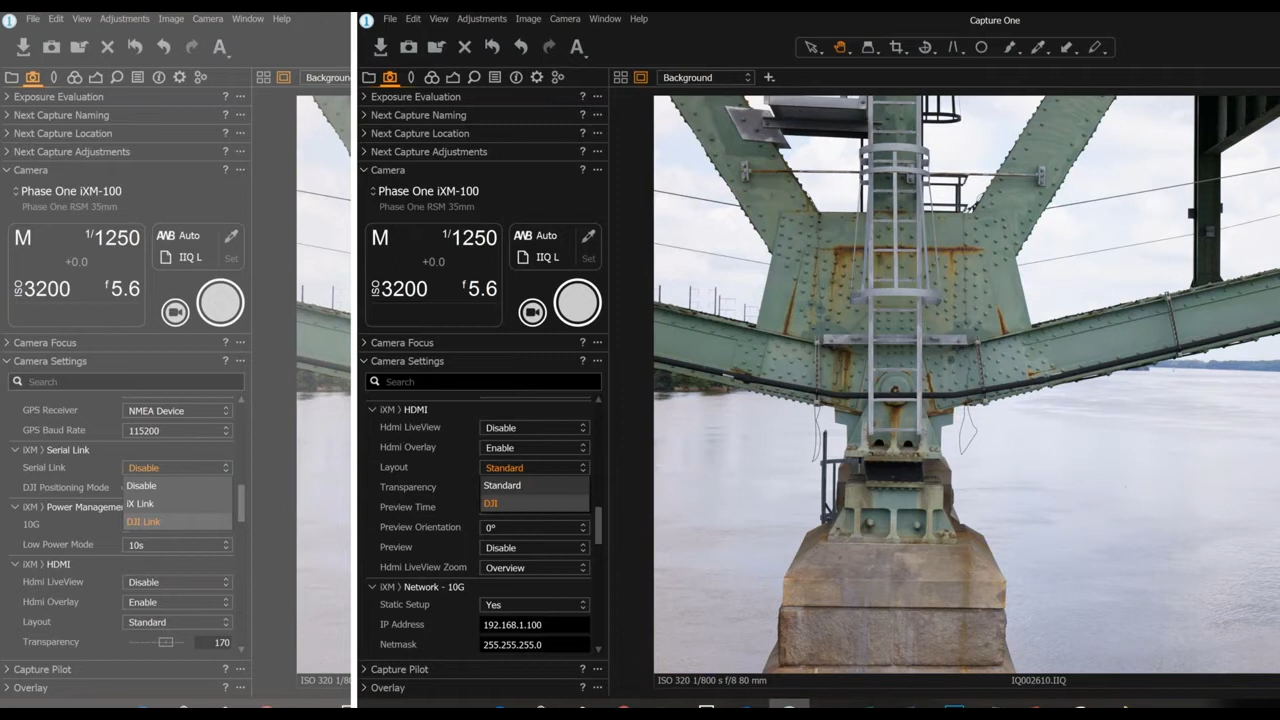 File Edit View Adjustments Image Camera Window Help
A
Background
Exposure Evaluation ? ...
Next Capture Naming ? ...
Next Capture Location ? ...
Next Capture Adjustments ? ...
Camera ? ...
Phase One iXM-100
Phase One RSM 35mm
M 1/1250
+0.0
ISO 3200 f 5.6
AWB Auto
IIQ L
Set
Camera Focus ? ...
Camera Settings ? ...
Search
GPS Receiver NMEA Device
GPS Baud Rate 115200
iXM ⟩ Serial Link
Serial Link Disable
Disable
DJI Positioning Mode
iX Link
iXM ⟩ Power Manageme
DJI Link
10G
Low Power Mode 10s
iXM ⟩ HDMI
Hdmi LiveView Disable
Hdmi Overlay Enable
Layout Standard
Transparency 170
Capture Pilot ? ...
Overlay ? ...
ISO 3
File Edit View Adjustments Image Camera Window Help
Capture One
A
Background
Exposure Evaluation ? ...
Next Capture Naming ? ...
Next Capture Location ? ...
Next Capture Adjustments ? ...
Camera ? ...
Phase One iXM-100
Phase One RSM 35mm
M 1/1250
+0.0
ISO 3200 f 5.6
AWB Auto
IIQ L
Set
Camera Focus ? ...
Camera Settings ? ...
Search
iXM ⟩ HDMI
Hdmi LiveView Disable
Hdmi Overlay Enable
Layout Standard
Transparency Standard
Preview Time DJI
Preview Orientation 0°
Preview Disable
Hdmi LiveView Zoom Overview
iXM ⟩ Network - 10G
Static Setup Yes
IP Address 192.168.1.100
Netmask 255.255.255.0
Capture Pilot ? ...
Overlay ? ...
ISO 320 1/800 s f/8 80 mm
IQ002610.IIQ